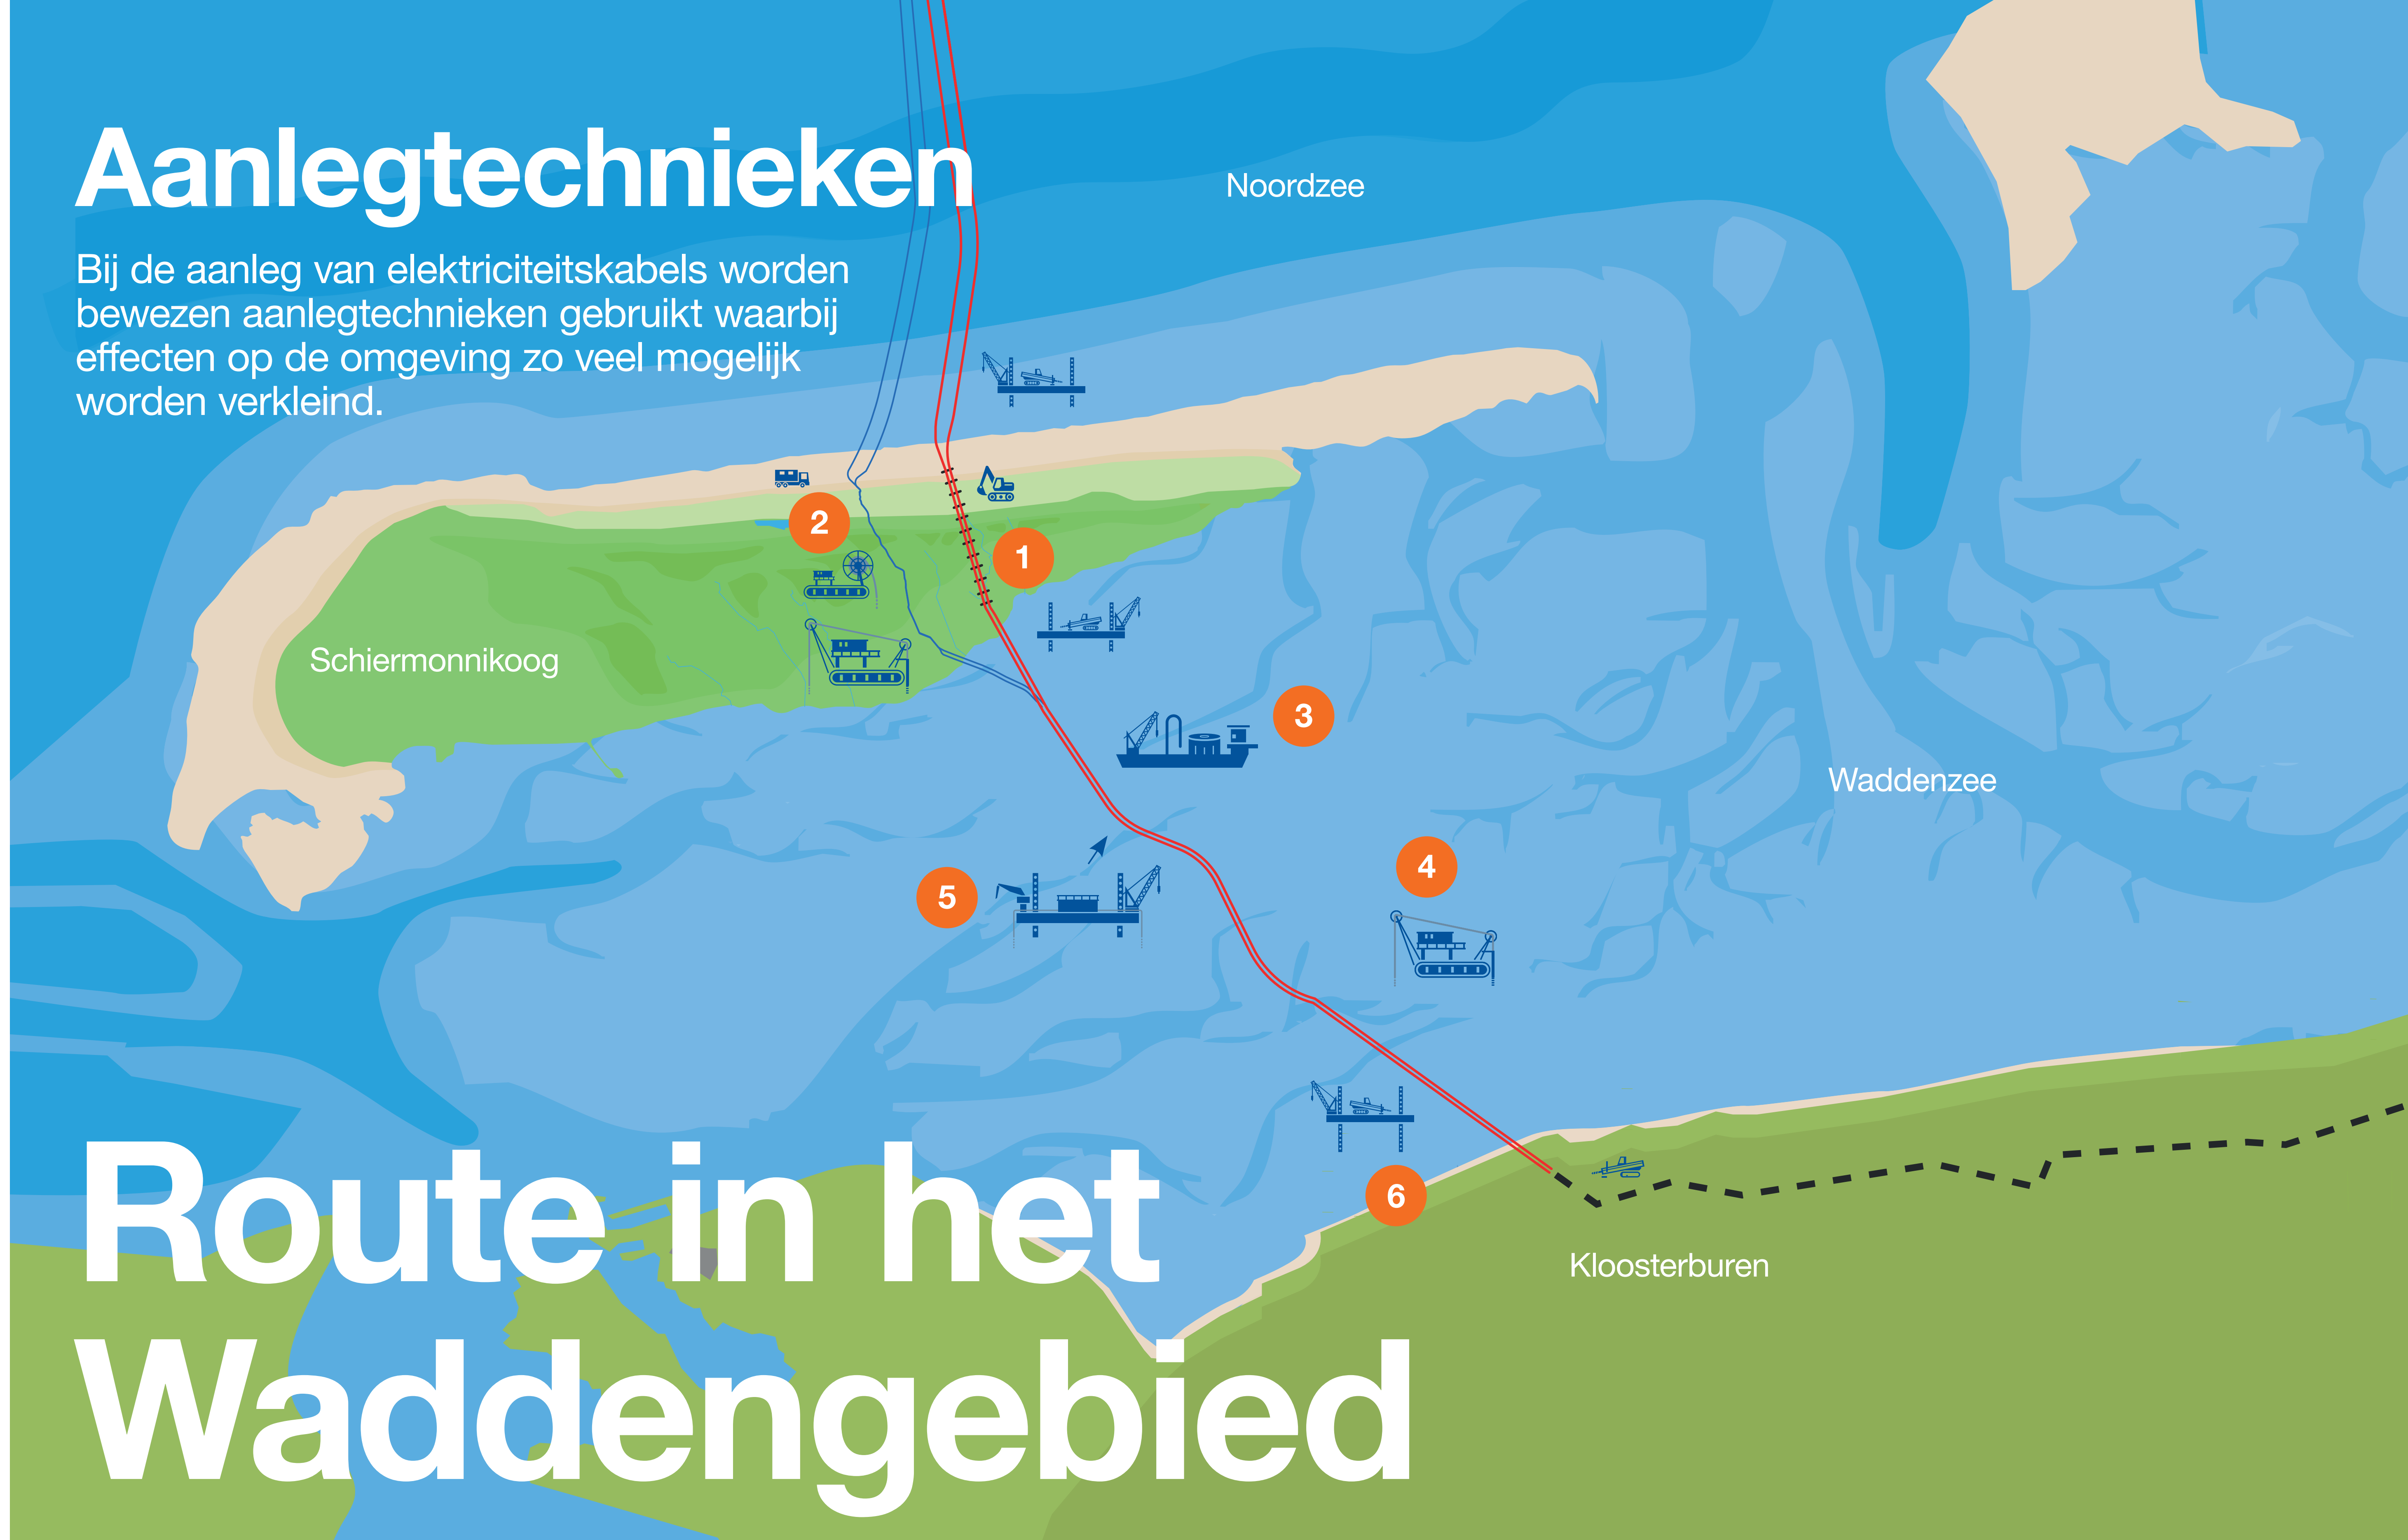 Aanlegtechnieken
Bij de aanleg van elektriciteitskabels worden
bewezen aanlegtechnieken gebruikt waarbij
effecten op de omgeving zo veel mogelijk
worden verkleind.
Noordzee
2
1
Schiermonnikoog
3
Waddenzee
4
5
6
Kloosterburen
Route in het
Waddengebied